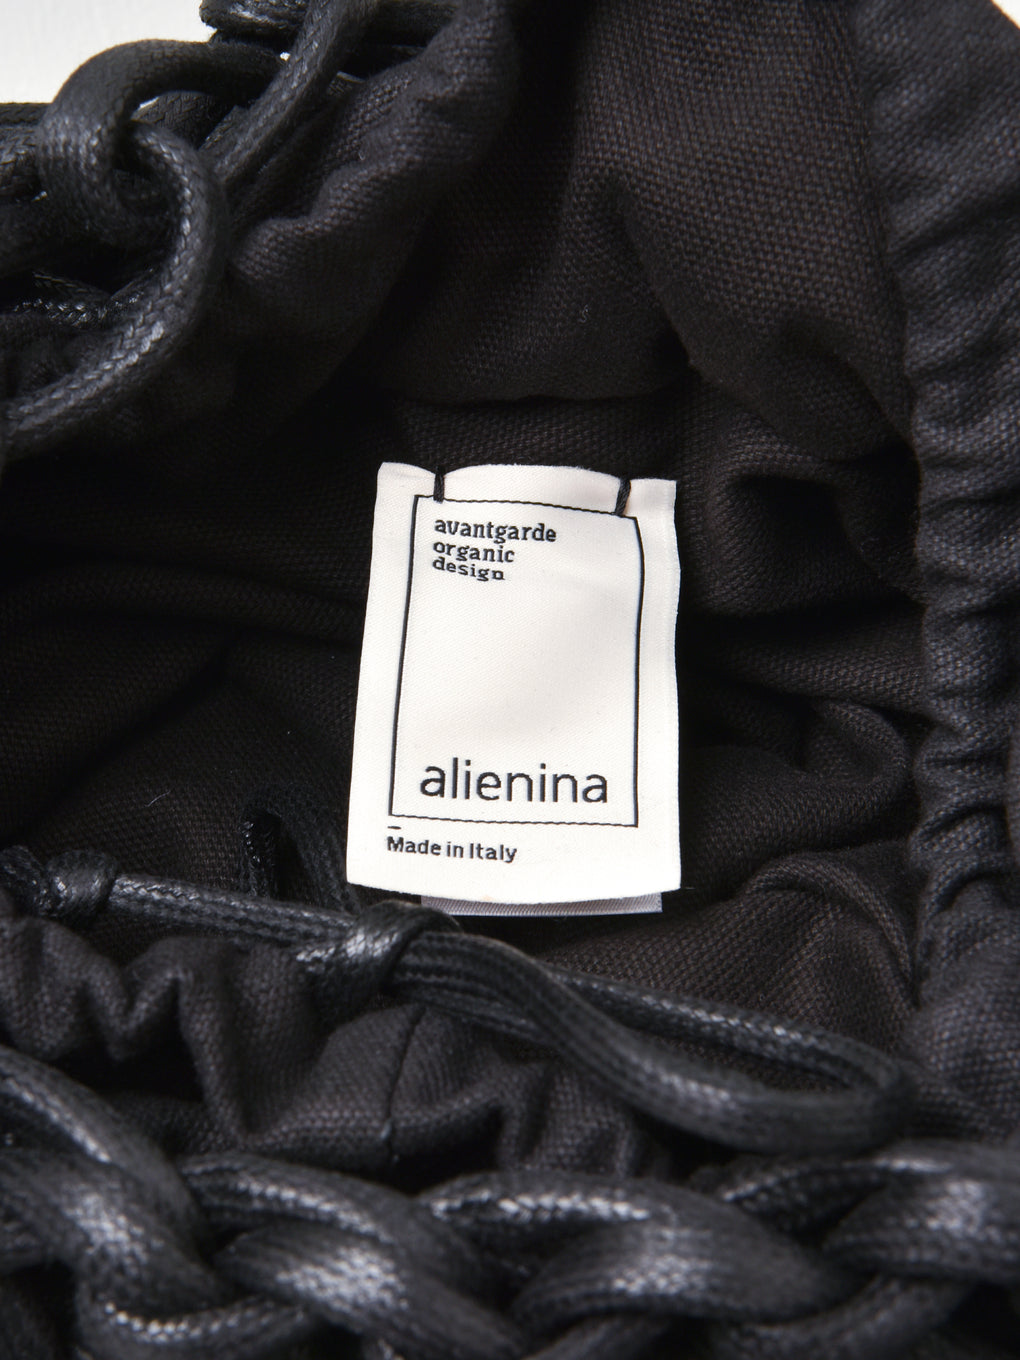 avantgarde
organic
design
alienina
Made in Italy